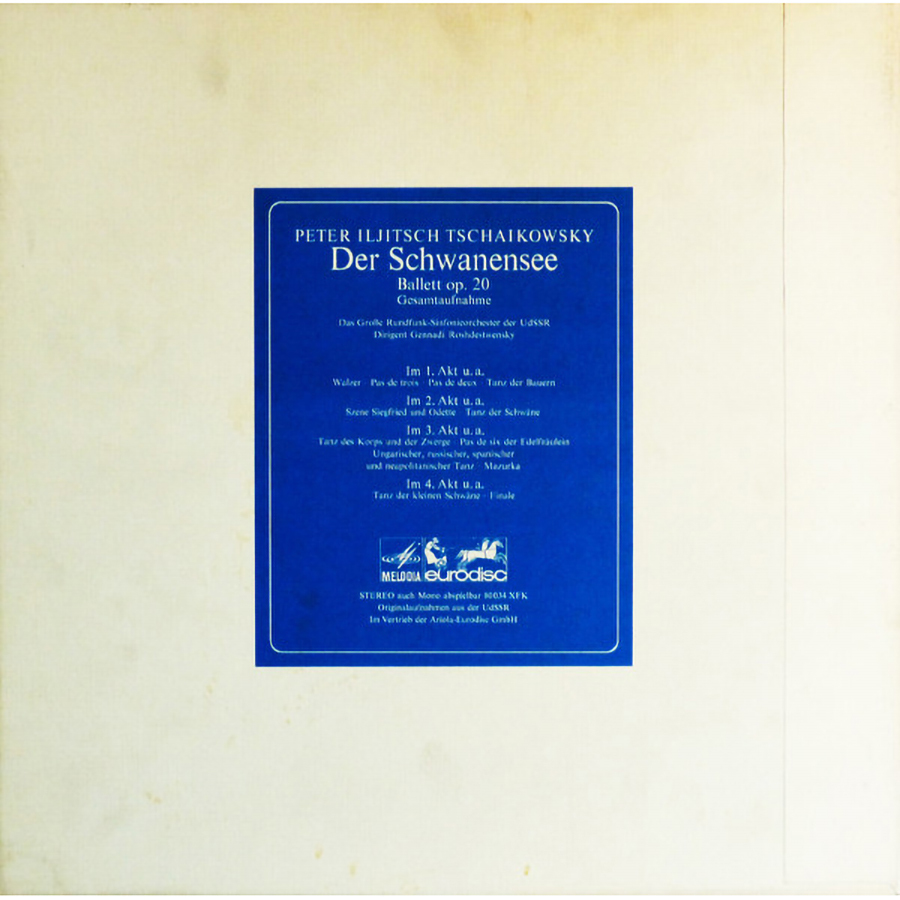 PETER ILJITSCH TSCHAIKOWSKY
Der Schwanensee
Ballett op. 20
Gesamtaufnahme
Das Große Rundfunk-Sinfonieorchester der UdSSR
Dirigent Gennadi Roshdestwensky
Im 1. Akt u. a.
Walzer · Pas de trois · Pas de deux · Tanz der Bauern
Im 2. Akt u. a.
Szene Siegfried und Odette · Tanz der Schwäne
Im 3. Akt u. a.
Tanz des Korps und der Zwerge · Pas de six der Edelfräulein
Ungarischer, russischer, spanischer
und neapolitanischer Tanz · Mazurka
Im 4. Akt u. a.
Tanz der kleinen Schwäne · Finale
MELODIA eurodisc
STEREO auch Mono abspielbar 80034 XFK
Originalaufnahmen aus der UdSSR
Im Vertrieb der Ariola-Eurodisc GmbH